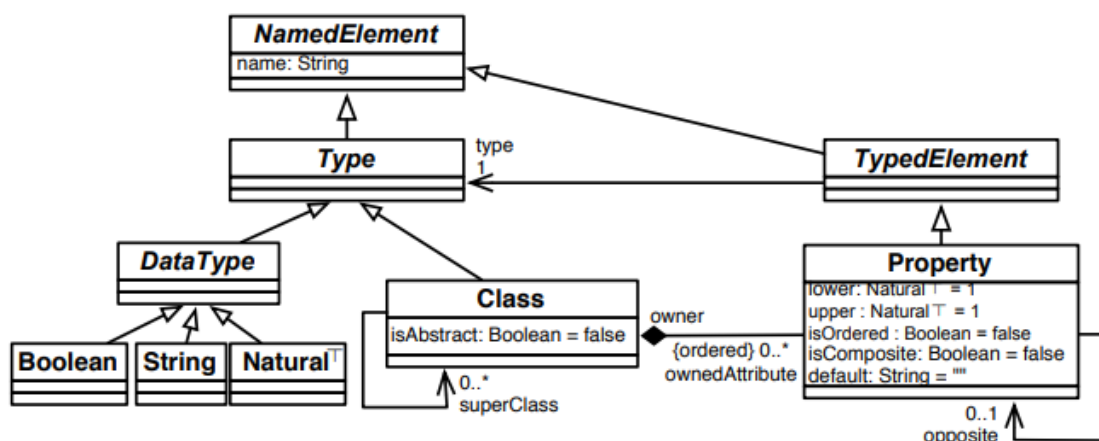 NamedElement
name: String
Type
type
1
TypedElement
DataType
Class
isAbstract: Boolean = false
owner
{ordered} 0..*
ownedAttribute
Property
lower: Natural⊤ = 1
upper : Natural⊤ = 1
isOrdered : Boolean = false
isComposite: Boolean = false
default: String = ""
Boolean
String
Natural⊤
0..*
superClass
0..1
opposite